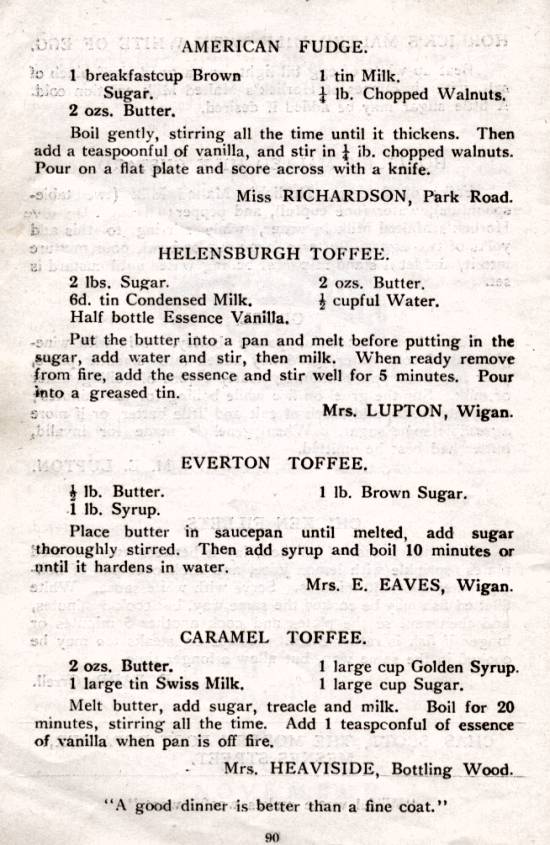 AMERICAN FUDGE.
1 breakfastcup Brown Sugar.
1 tin Milk.
¼ lb. Chopped Walnuts.
2 ozs. Butter.
Boil gently, stirring all the time until it thickens. Then
add a teaspoonful of vanilla, and stir in ¼ ib. chopped walnuts.
Pour on a flat plate and score across with a knife.
Miss RICHARDSON, Park Road.
HELENSBURGH TOFFEE.
2 lbs. Sugar.
2 ozs. Butter.
6d. tin Condensed Milk.
½ cupful Water.
Half bottle Essence Vanilla.
Put the butter into a pan and melt before putting in the
sugar, add water and stir, then milk. When ready remove
from fire, add the essence and stir well for 5 minutes. Pour
into a greased tin.
Mrs. LUPTON, Wigan.
EVERTON TOFFEE.
½ lb. Butter.
1 lb. Brown Sugar.
1 lb. Syrup.
Place butter in saucepan until melted, add sugar
thoroughly stirred. Then add syrup and boil 10 minutes or
until it hardens in water.
Mrs. E. EAVES, Wigan.
CARAMEL TOFFEE.
2 ozs. Butter.
1 large cup Golden Syrup.
1 large tin Swiss Milk.
1 large cup Sugar.
Melt butter, add sugar, treacle and milk. Boil for 20
minutes, stirring all the time. Add 1 teaspconful of essence
of vanilla when pan is off fire.
Mrs. HEAVISIDE, Bottling Wood.
"A good dinner is better than a fine coat."
90